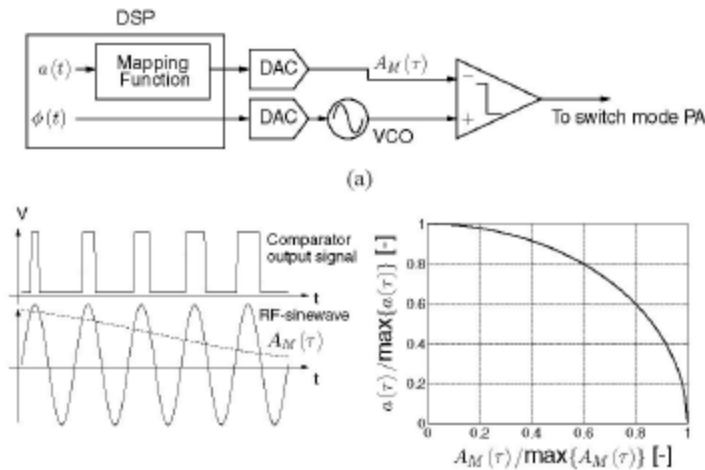 DSP
a(t)
Mapping
Function
DAC
A_M(τ)
−
ϕ(t)
DAC
VCO
+
To switch mode PA
(a)
V
Comparator
output signal
t
RF-sinewave
A_M(τ)
t
a(τ)/max{a(τ)} [-]
1
0.8
0.6
0.4
0.2
0
0
0.2
0.4
0.6
0.8
1
A_M(τ)/max{A_M(τ)} [-]